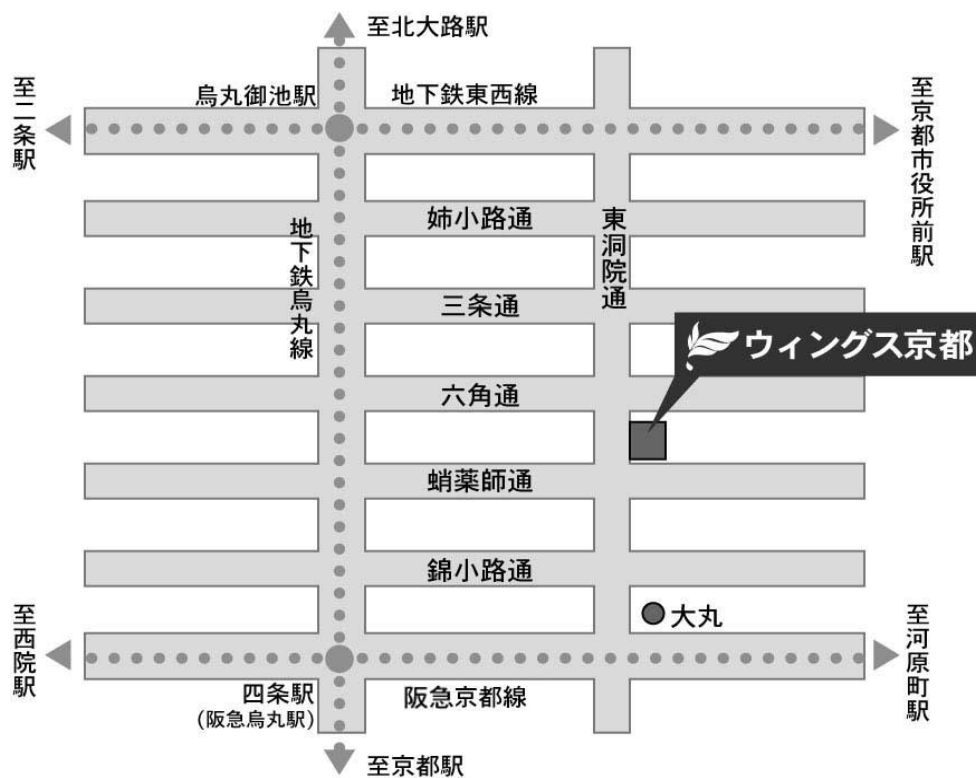 至北大路駅
烏丸御池駅
地下鉄東西線
至二条駅
至京都市役所前駅
姉小路通
地下鉄烏丸線
東洞院通
三条通
ウィングス京都
六角通
蛸薬師通
錦小路通
大丸
至西院駅
至河原町駅
四条駅
(阪急烏丸駅)
阪急京都線
至京都駅